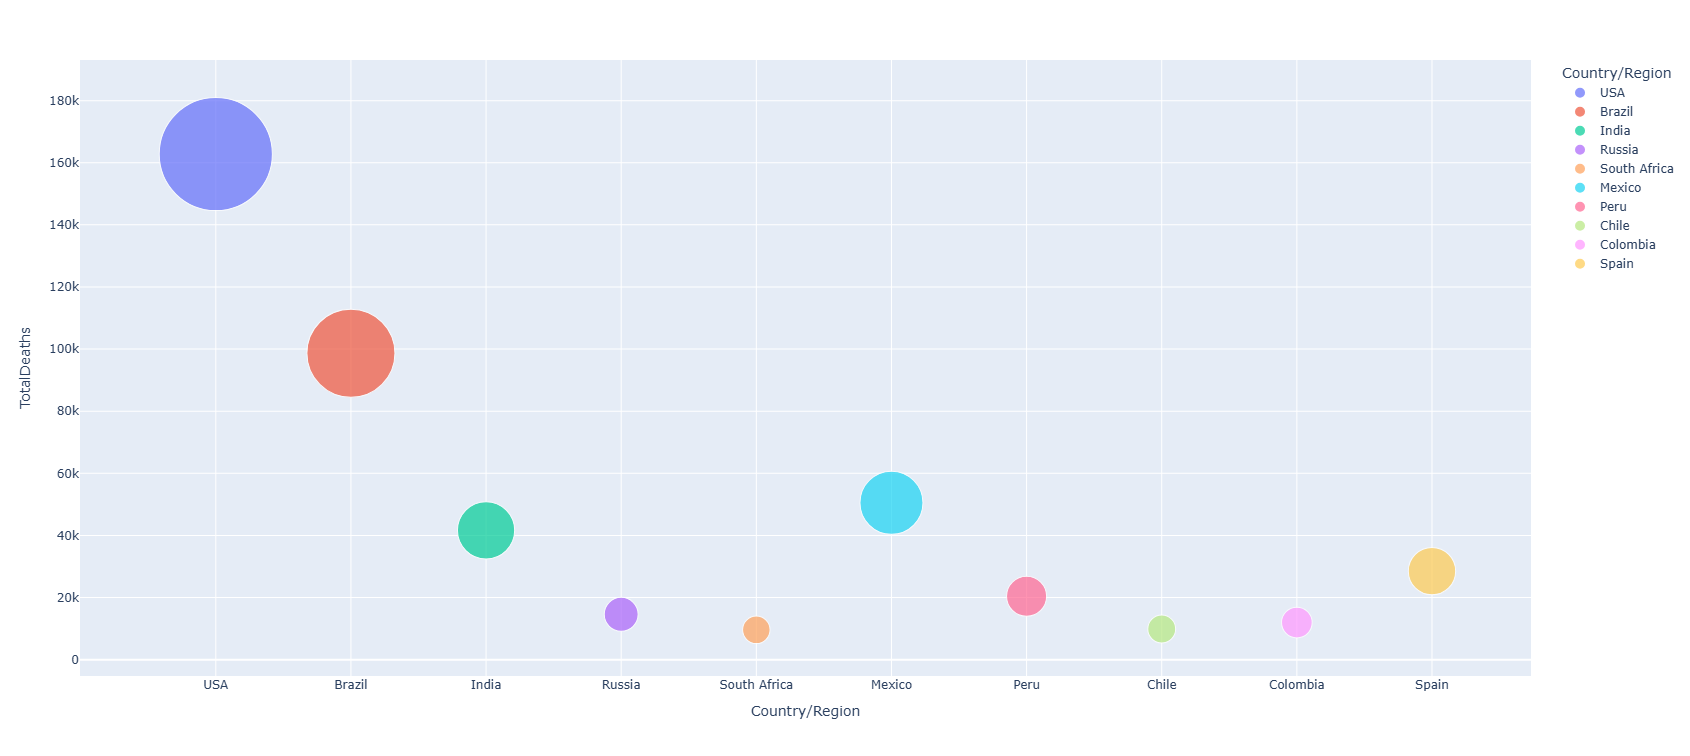 TotalDeaths
180k
160k
140k
120k
100k
80k
60k
40k
20k
0
USA
Brazil
India
Russia
South Africa
Mexico
Peru
Chile
Colombia
Spain
Country/Region
Country/Region
USA
Brazil
India
Russia
South Africa
Mexico
Peru
Chile
Colombia
Spain